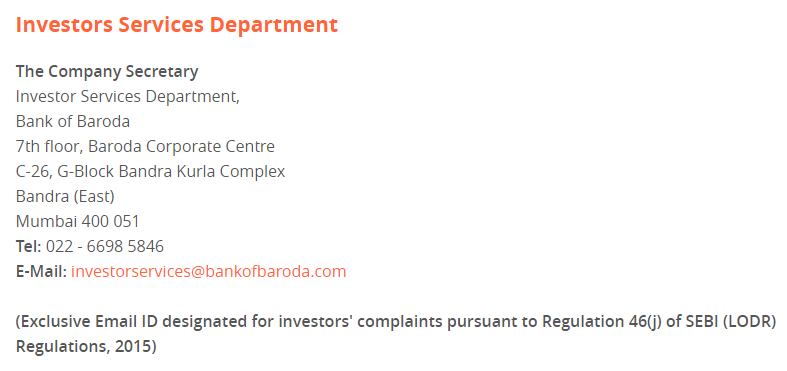 Investors Services Department
The Company Secretary
Investor Services Department,
Bank of Baroda
7th floor, Baroda Corporate Centre
C-26, G-Block Bandra Kurla Complex
Bandra (East)
Mumbai 400 051
Tel: 022 - 6698 5846
E-Mail: investorservices@bankofbaroda.com
(Exclusive Email ID designated for investors' complaints pursuant to Regulation 46(j) of SEBI (LODR)
Regulations, 2015)